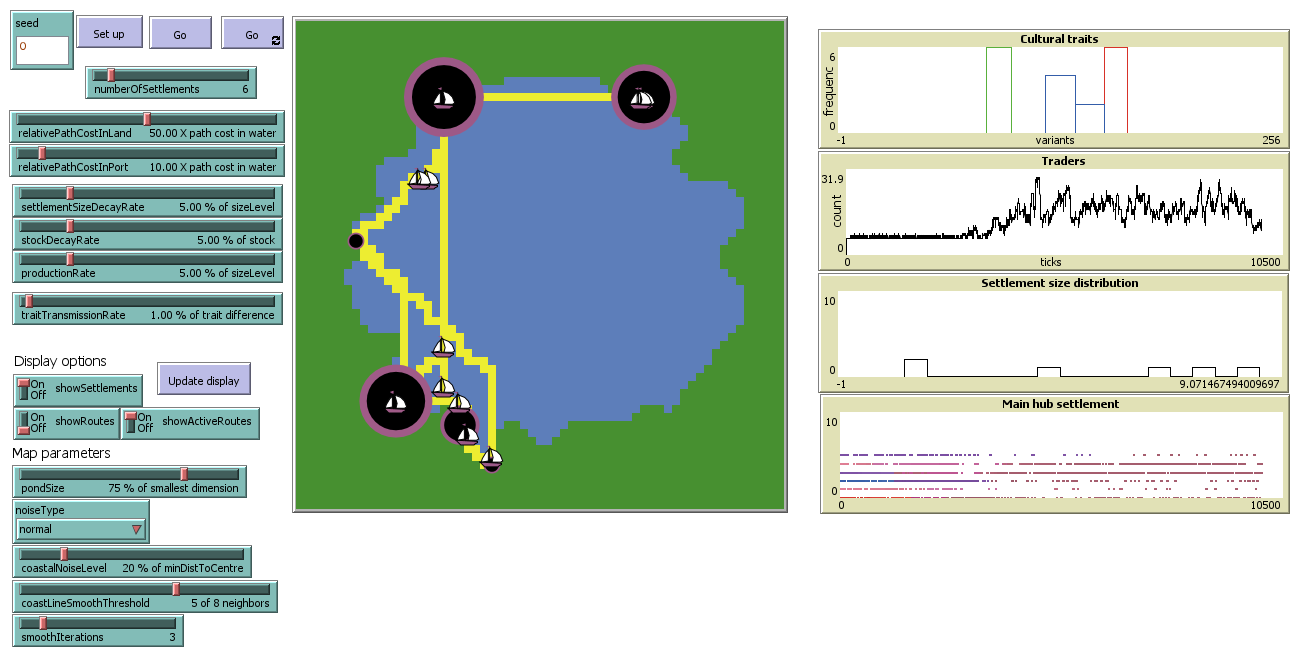 seed
0
Set up
Go
Go
numberOfSettlements 6
relativePathCostInLand 50.00 X path cost in water
relativePathCostInPort 10.00 X path cost in water
settlementSizeDecayRate 5.00 % of sizeLevel
stockDecayRate 5.00 % of stock
productionRate 5.00 % of sizeLevel
traitTransmissionRate 1.00 % of trait difference
Display options
On
Off
showSettlements
Update display
On
Off
showRoutes
On
Off
showActiveRoutes
Map parameters
pondSize 75 % of smallest dimension
noiseType
normal
coastalNoiseLevel 20 % of minDistToCentre
coastLineSmoothThreshold 5 of 8 neighbors
smoothIterations 3
Cultural traits
6
frequenc
0
-1 variants 256
Traders
31.9
count
0
0 ticks 10500
Settlement size distribution
10
0
-1 9.071467494009697
Main hub settlement
10
0
0 10500